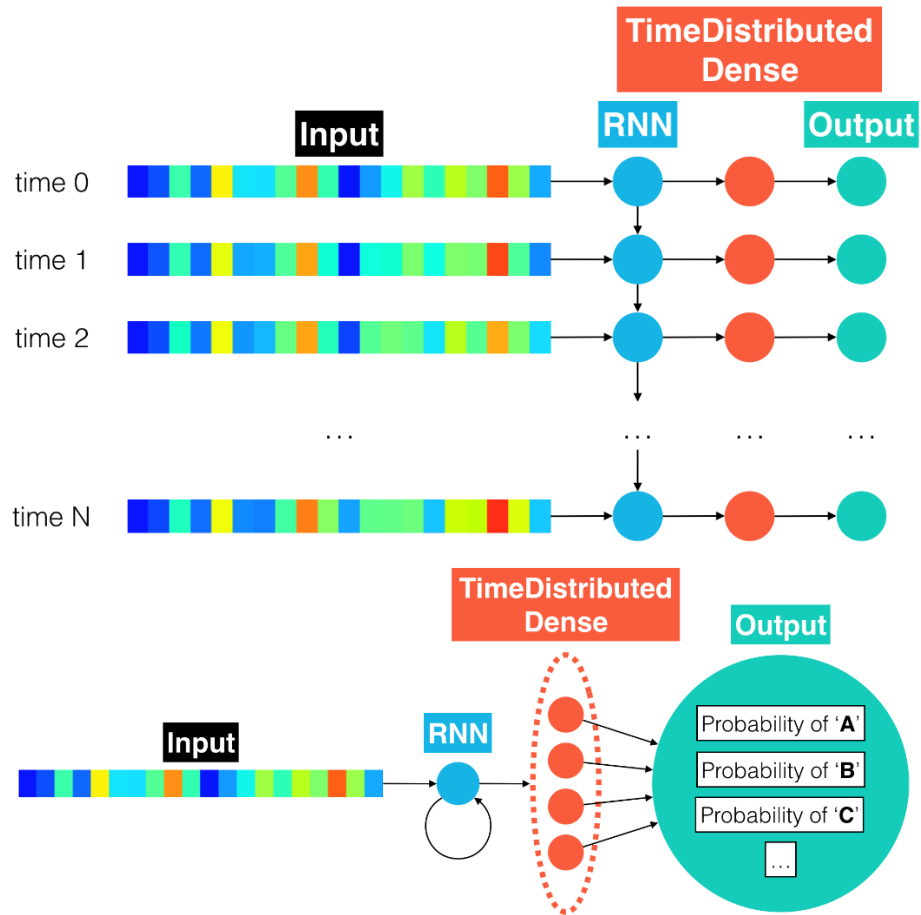 TimeDistributed
Dense
Input
RNN
Output
time 0
time 1
time 2
... ... ... ...
time N
TimeDistributed
Dense
Output
Input
RNN
Probability of ‘A’
Probability of ‘B’
Probability of ‘C’
...